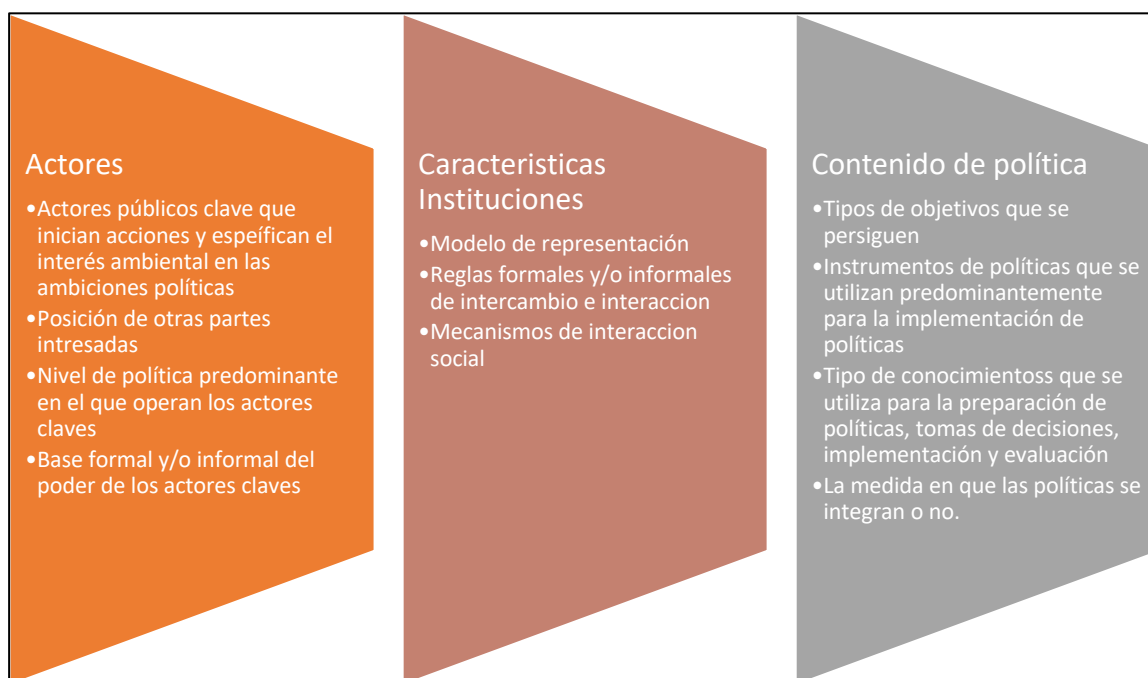 Actores
•Actores públicos clave que
inician acciones y espeífican el
interés ambiental en las
ambiciones políticas
•Posición de otras partes
intresadas
•Nivel de política predominante
en el que operan los actores
claves
•Base formal y/o informal del
poder de los actores claves
Caracteristicas
Instituciones
•Modelo de representación
•Reglas formales y/o informales
de intercambio e interaccion
•Mecanismos de interaccion
social
Contenido de política
•Tipos de objetivos que se
persiguen
•Instrumentos de políticas que se
utilizan predominantemente
para la implementación de
políticas
•Tipo de conocimientoss que se
utiliza para la preparación de
políticas, tomas de decisiones,
implementación y evaluación
•La medida en que las políticas se
integran o no.